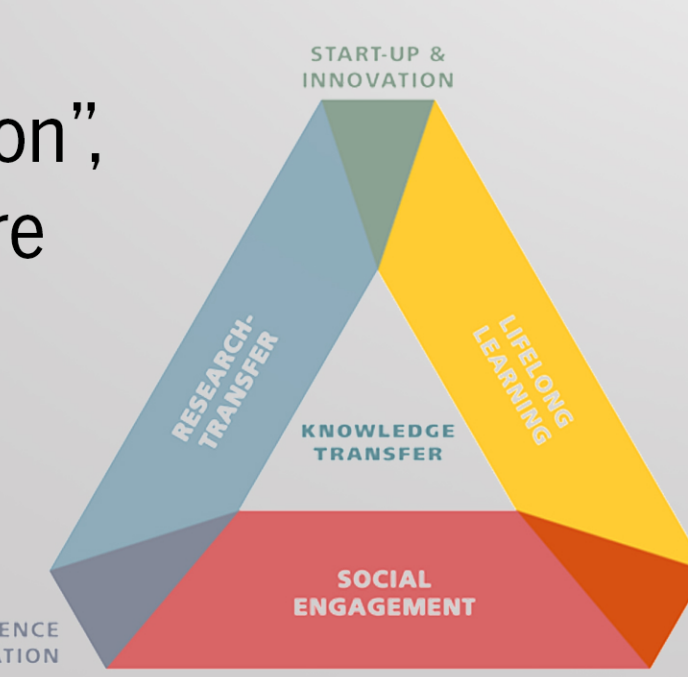 START-UP &
INNOVATION
on”,
re
RESEARCH-
TRANSFER
LIFELONG
LEARNING
KNOWLEDGE
TRANSFER
SOCIAL
ENGAGEMENT
ENCE
ATION